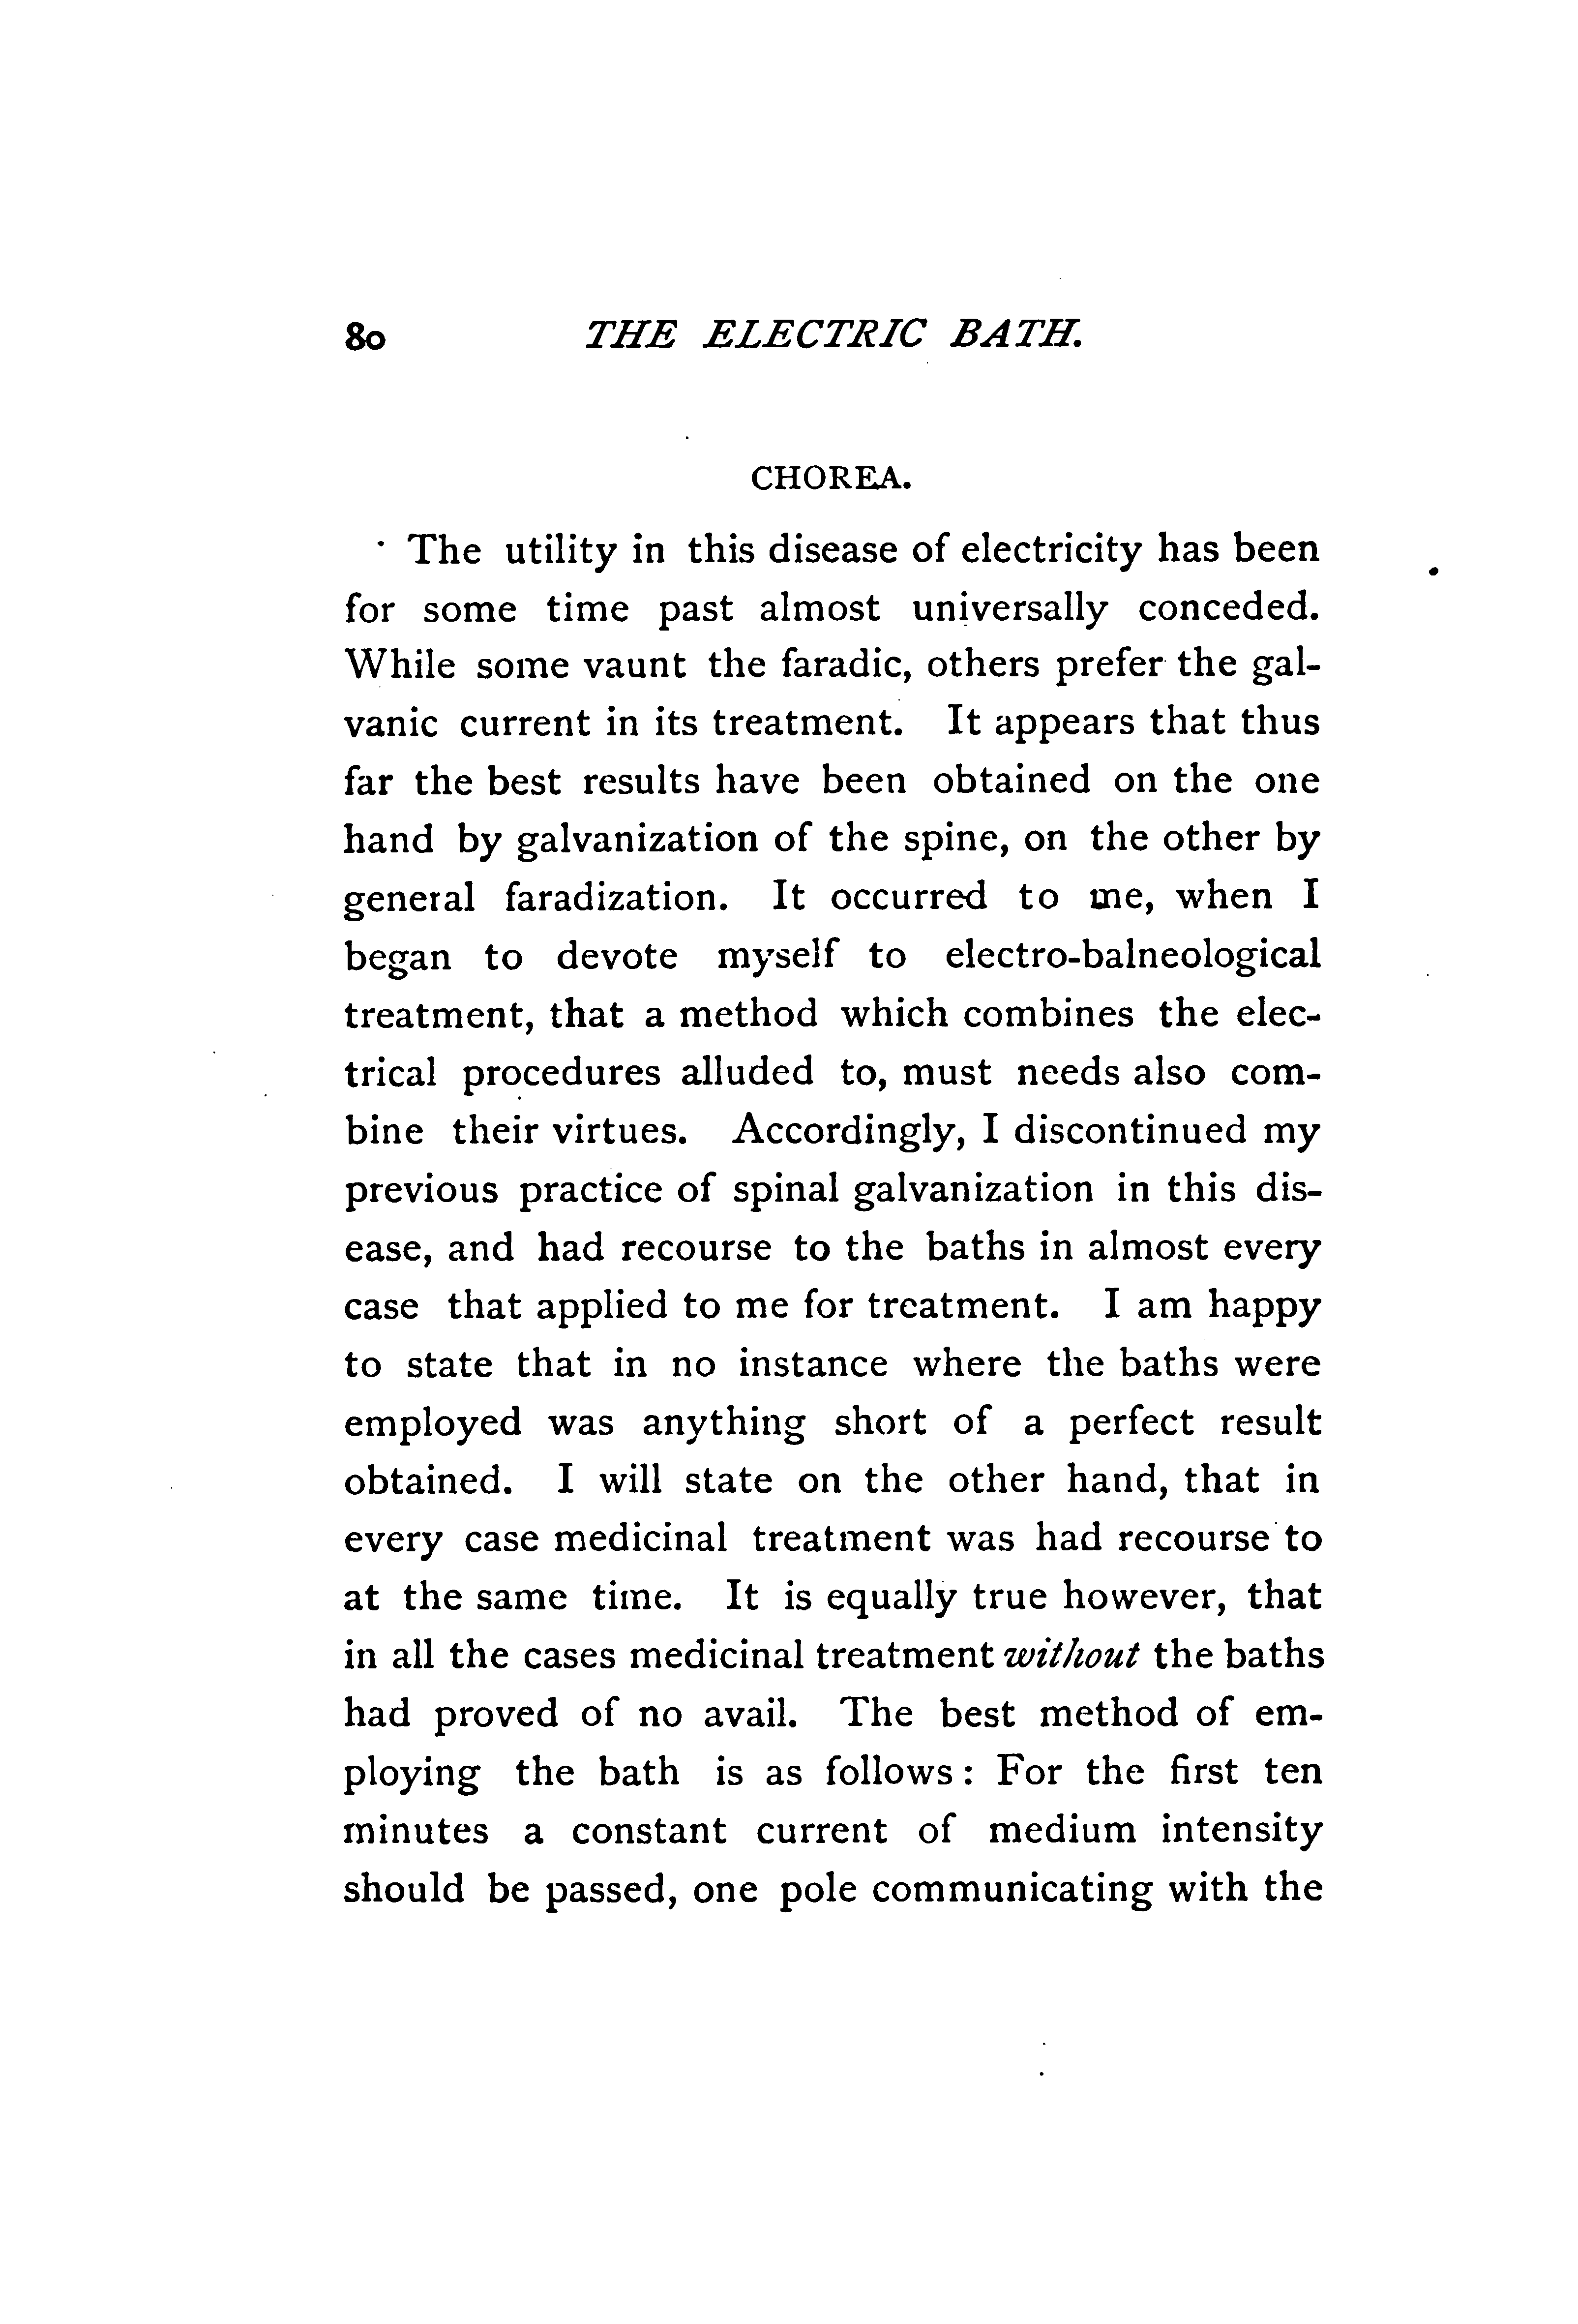 80 THE ELECTRIC BATH.
CHOREA.
The utility in this disease of electricity has been
for some time past almost universally conceded.
While some vaunt the faradic, others prefer the gal-
vanic current in its treatment. It appears that thus
far the best results have been obtained on the one
hand by galvanization of the spine, on the other by
general faradization. It occurred to me, when I
began to devote myself to electro-balneological
treatment, that a method which combines the elec-
trical procedures alluded to, must needs also com-
bine their virtues. Accordingly, I discontinued my
previous practice of spinal galvanization in this dis-
ease, and had recourse to the baths in almost every
case that applied to me for treatment. I am happy
to state that in no instance where the baths were
employed was anything short of a perfect result
obtained. I will state on the other hand, that in
every case medicinal treatment was had recourse to
at the same time. It is equally true however, that
in all the cases medicinal treatment without the baths
had proved of no avail. The best method of em-
ploying the bath is as follows: For the first ten
minutes a constant current of medium intensity
should be passed, one pole communicating with the